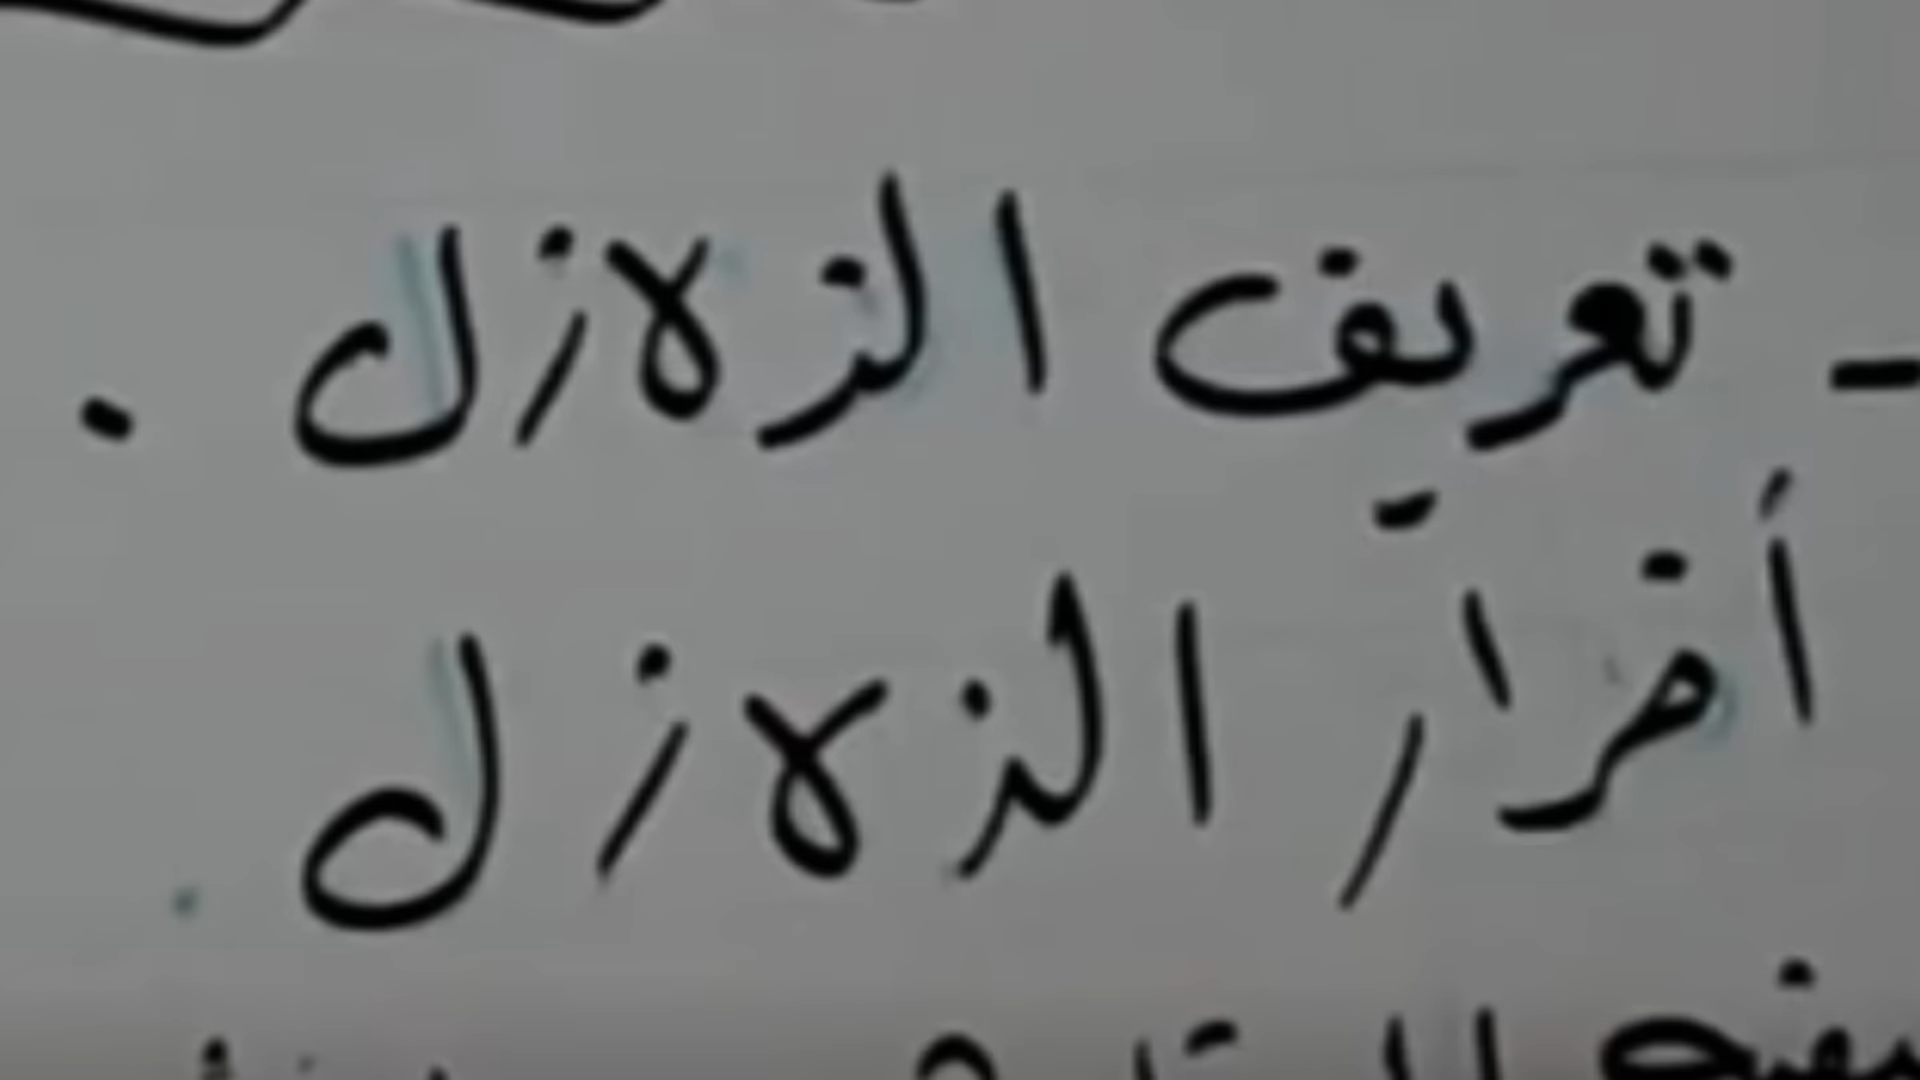 - تعريف الزلازل .
أضرار الزلازل .